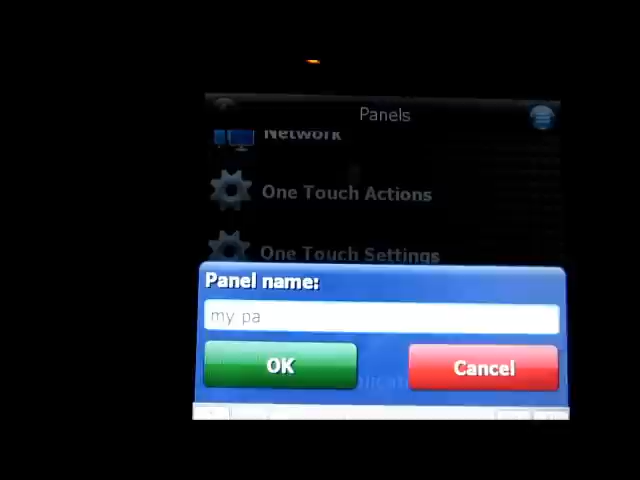 Panels
Network
One Touch Actions
One Touch Settings
Panel name:
my pa
OK
Cancel